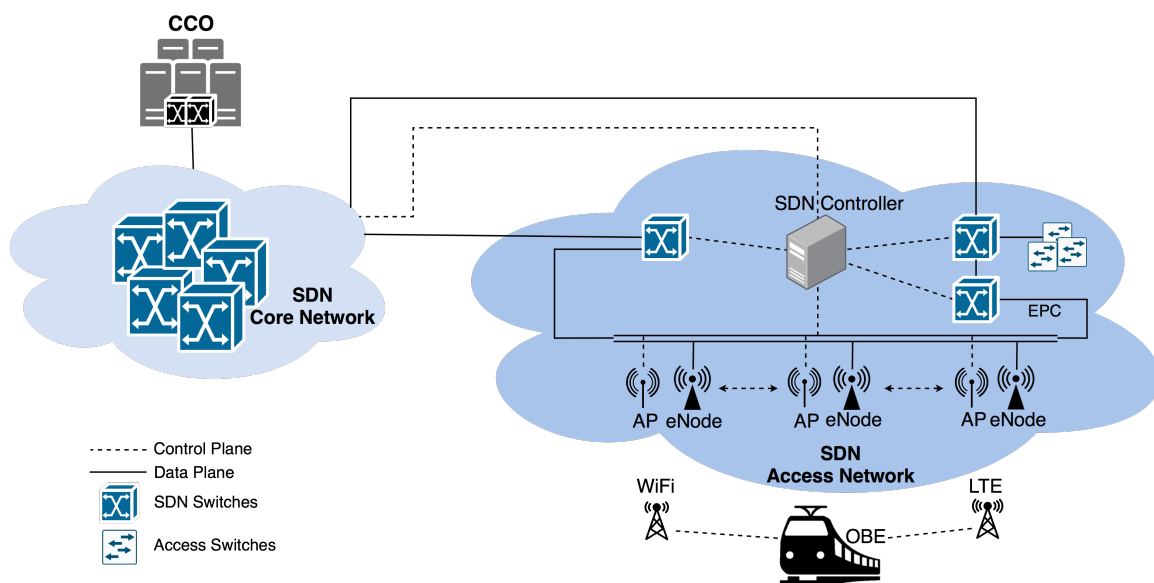 CCO
SDN Controller
SDN
Core Network
EPC
AP eNode
AP eNode
AP eNode
SDN
Access Network
Control Plane
Data Plane
SDN Switches
Access Switches
WiFi
LTE
OBE